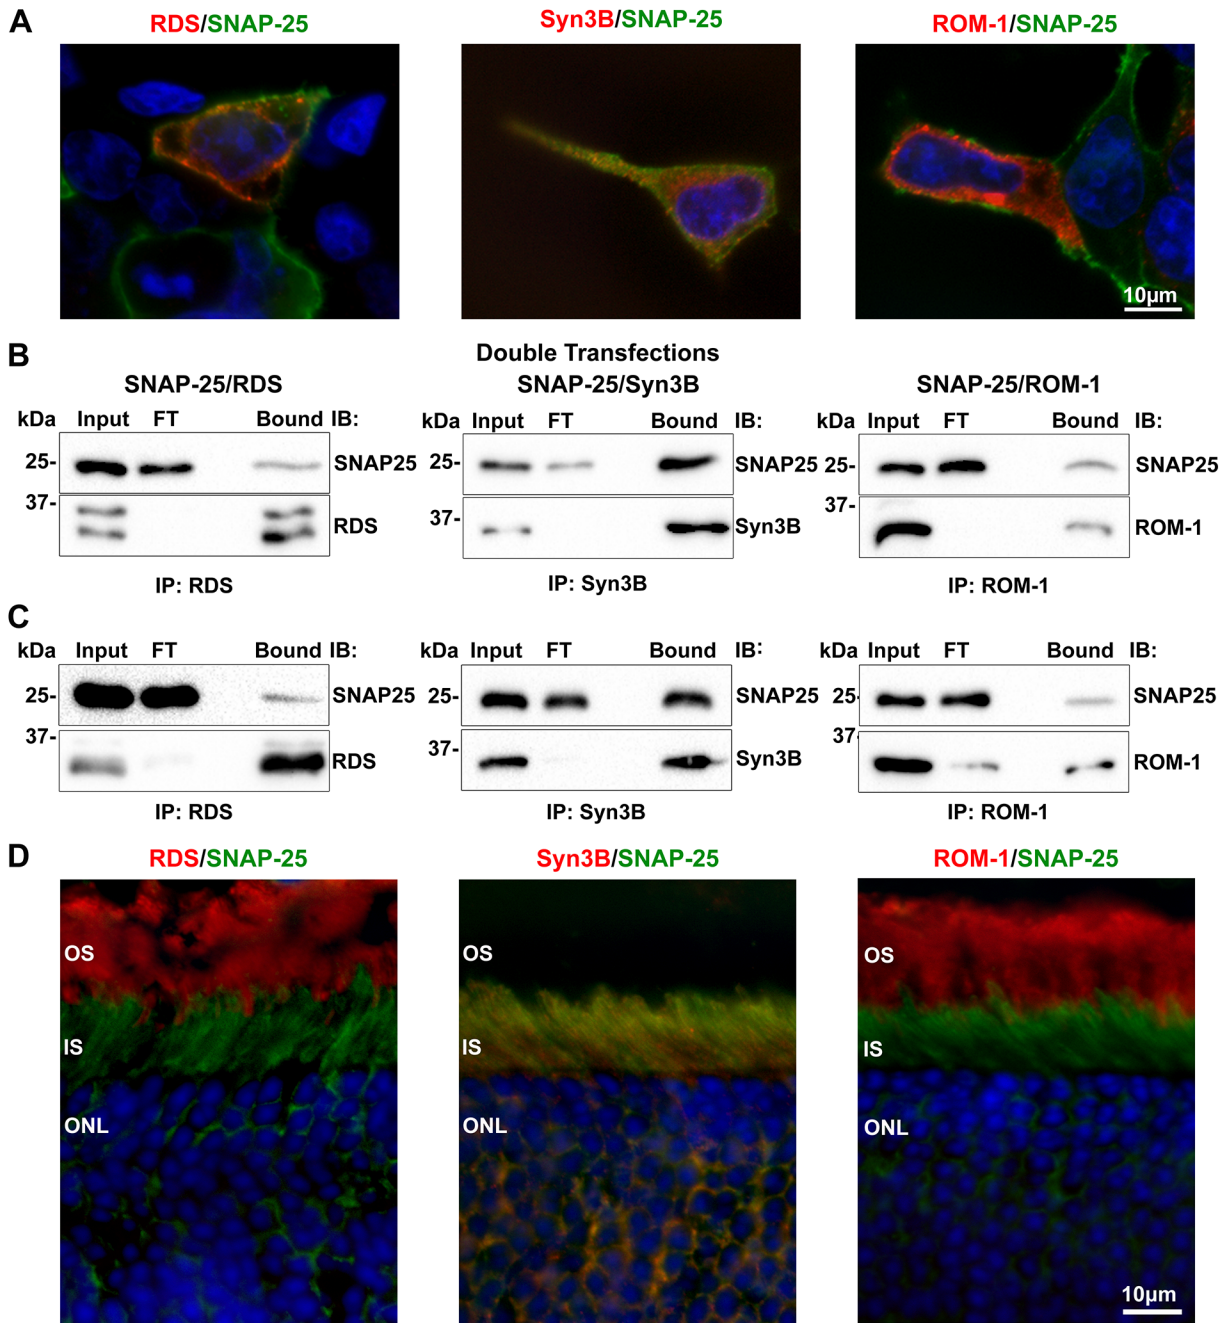 A
RDS/SNAP-25
Syn3B/SNAP-25
ROM-1/SNAP-25
10µm
B
Double Transfections
SNAP-25/RDS
SNAP-25/Syn3B
SNAP-25/ROM-1
kDa Input FT Bound IB:
kDa Input FT Bound IB:
kDa Input FT Bound IB:
25- SNAP25
25- SNAP25
25- SNAP25
37- RDS
37- Syn3B
37- ROM-1
IP: RDS
IP: Syn3B
IP: ROM-1
C
kDa Input FT Bound IB:
kDa Input FT Bound IB:
kDa Input FT Bound IB:
25- SNAP25
25- SNAP25
25 SNAP25
37- RDS
37- Syn3B
37 ROM-1
IP: RDS
IP: Syn3B
IP: ROM-1
D
RDS/SNAP-25
Syn3B/SNAP-25
ROM-1/SNAP-25
OS
OS
OS
IS
IS
IS
ONL
ONL
ONL
10µm